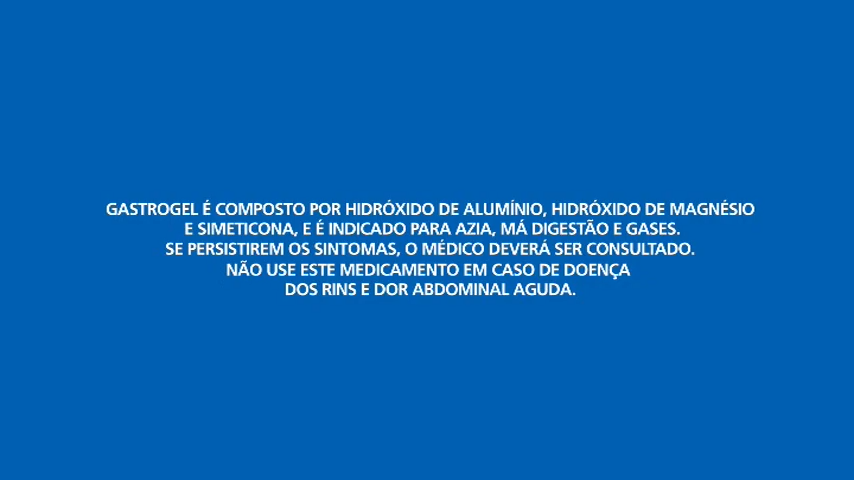 GASTROGEL É COMPOSTO POR HIDRÓXIDO DE ALUMÍNIO, HIDRÓXIDO DE MAGNÉSIO
E SIMETICONA, E É INDICADO PARA AZIA, MÁ DIGESTÃO E GASES.
SE PERSISTIREM OS SINTOMAS, O MÉDICO DEVERÁ SER CONSULTADO.
NÃO USE ESTE MEDICAMENTO EM CASO DE DOENÇA
DOS RINS E DOR ABDOMINAL AGUDA.